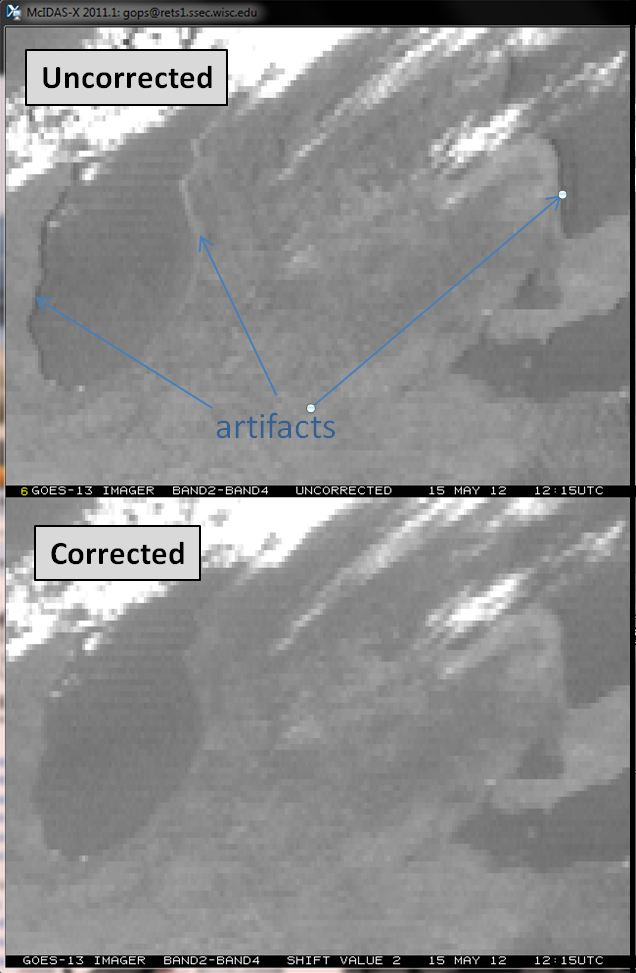 McIDAS-X 2011.1: gops@rets1.ssec.wisc.edu
Uncorrected
artifacts
6 GOES-13 IMAGER BAND2-BAND4 UNCORRECTED 15 MAY 12 12:15UTC
Corrected
GOES-13 IMAGER BAND2-BAND4 SHIFT VALUE 2 15 MAY 12 12:15UTC